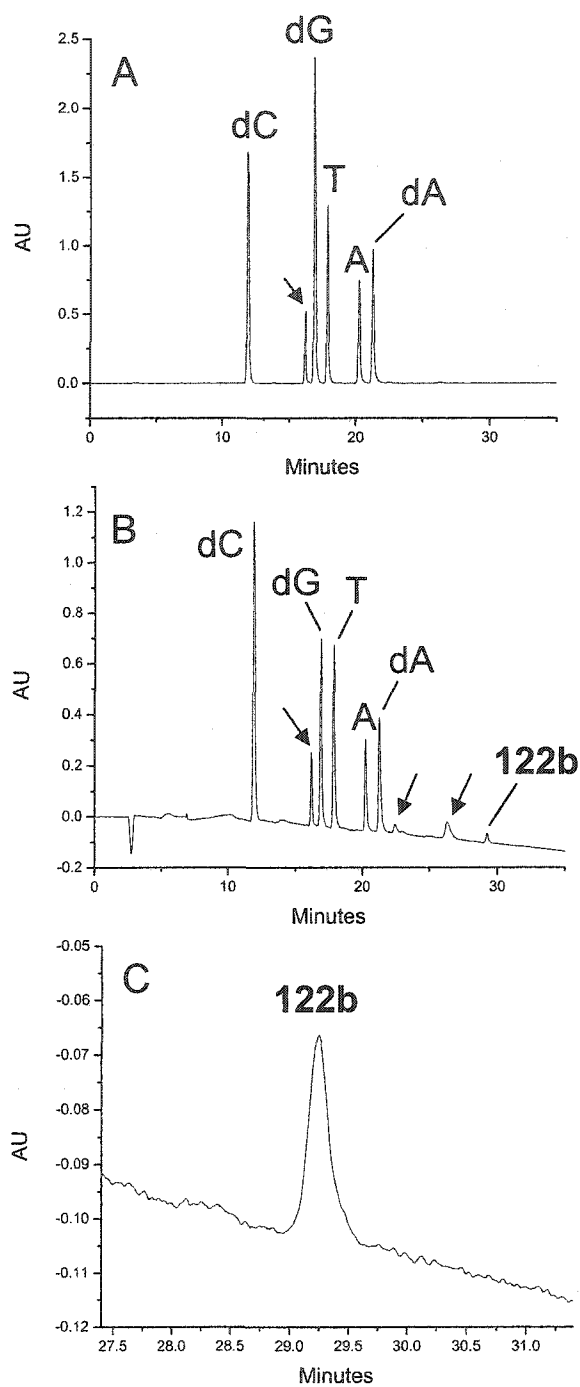 A
dC
dG
T
A
dA
2.5
2.0
1.5
1.0
0.5
0.0
AU
0
10
20
30
Minutes
B
dC
dG
T
A
dA
122b
1.2
1.0
0.8
0.6
0.4
0.2
0.0
-0.2
AU
0
10
20
30
Minutes
C
122b
-0.05
-0.06
-0.07
-0.08
-0.09
-0.10
-0.11
-0.12
AU
27.5
28.0
28.5
29.0
29.5
30.0
30.5
31.0
Minutes